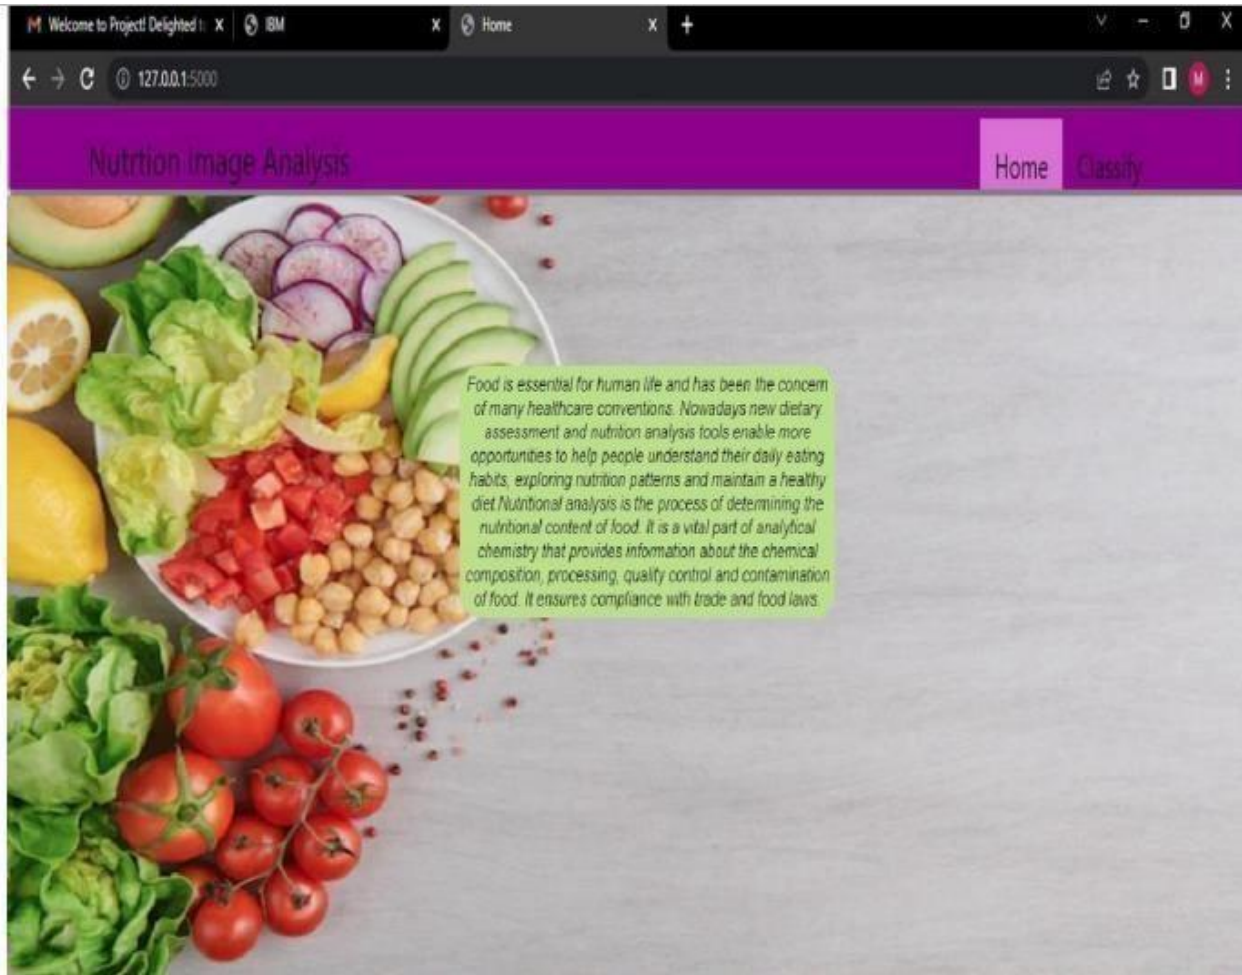 Welcome to Project! Delighted t
IBM
Home
127.0.0.1:5000
M
Nutrtion Image Analysis
Home
Classify
Food is essential for human life and has been the concern
of many healthcare conventions. Nowadays new dietary
assessment and nutrition analysis tools enable more
opportunities to help people understand their daily eating
habits, exploring nutrition patterns and maintain a healthy
diet Nutritional analysis is the process of determining the
nutritional content of food. It is a vital part of analytical
chemistry that provides information about the chemical
composition, processing, quality control and contamination
of food. It ensures compliance with trade and food laws.